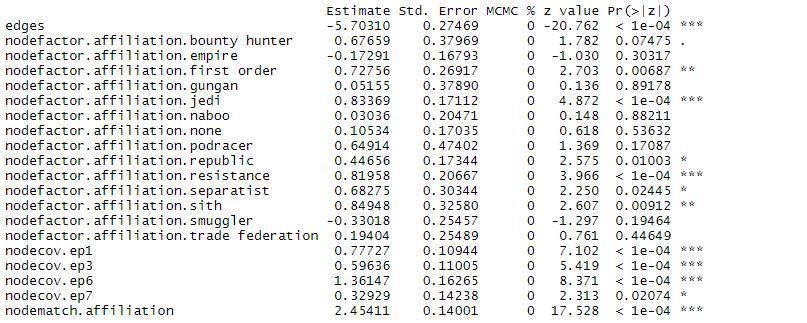 Estimate Std. Error MCMC % z value Pr(>|z|)
edges                                   -5.70310    0.27469      0 -20.762  < 1e-04 ***
nodefactor.affiliation.bounty hunter     0.67659    0.37969      0   1.782  0.07475 .
nodefactor.affiliation.empire           -0.17291    0.16793      0  -1.030  0.30317
nodefactor.affiliation.first order       0.72756    0.26917      0   2.703  0.00687 **
nodefactor.affiliation.gungan            0.05155    0.37890      0   0.136  0.89178
nodefactor.affiliation.jedi              0.83369    0.17112      0   4.872  < 1e-04 ***
nodefactor.affiliation.naboo             0.03036    0.20471      0   0.148  0.88211
nodefactor.affiliation.none              0.10534    0.17035      0   0.618  0.53632
nodefactor.affiliation.podracer          0.64914    0.47402      0   1.369  0.17087
nodefactor.affiliation.republic          0.44656    0.17344      0   2.575  0.01003 *
nodefactor.affiliation.resistance        0.81958    0.20667      0   3.966  < 1e-04 ***
nodefactor.affiliation.separatist        0.68275    0.30344      0   2.250  0.02445 *
nodefactor.affiliation.sith              0.84948    0.32580      0   2.607  0.00912 **
nodefactor.affiliation.smuggler         -0.33018    0.25457      0  -1.297  0.19464
nodefactor.affiliation.trade federation  0.19404    0.25489      0   0.761  0.44649
nodecov.ep1                              0.77727    0.10944      0   7.102  < 1e-04 ***
nodecov.ep3                              0.59636    0.11005      0   5.419  < 1e-04 ***
nodecov.ep6                              1.36147    0.16265      0   8.371  < 1e-04 ***
nodecov.ep7                              0.32929    0.14238      0   2.313  0.02074 *
nodematch.affiliation                    2.45411    0.14001      0  17.528  < 1e-04 ***